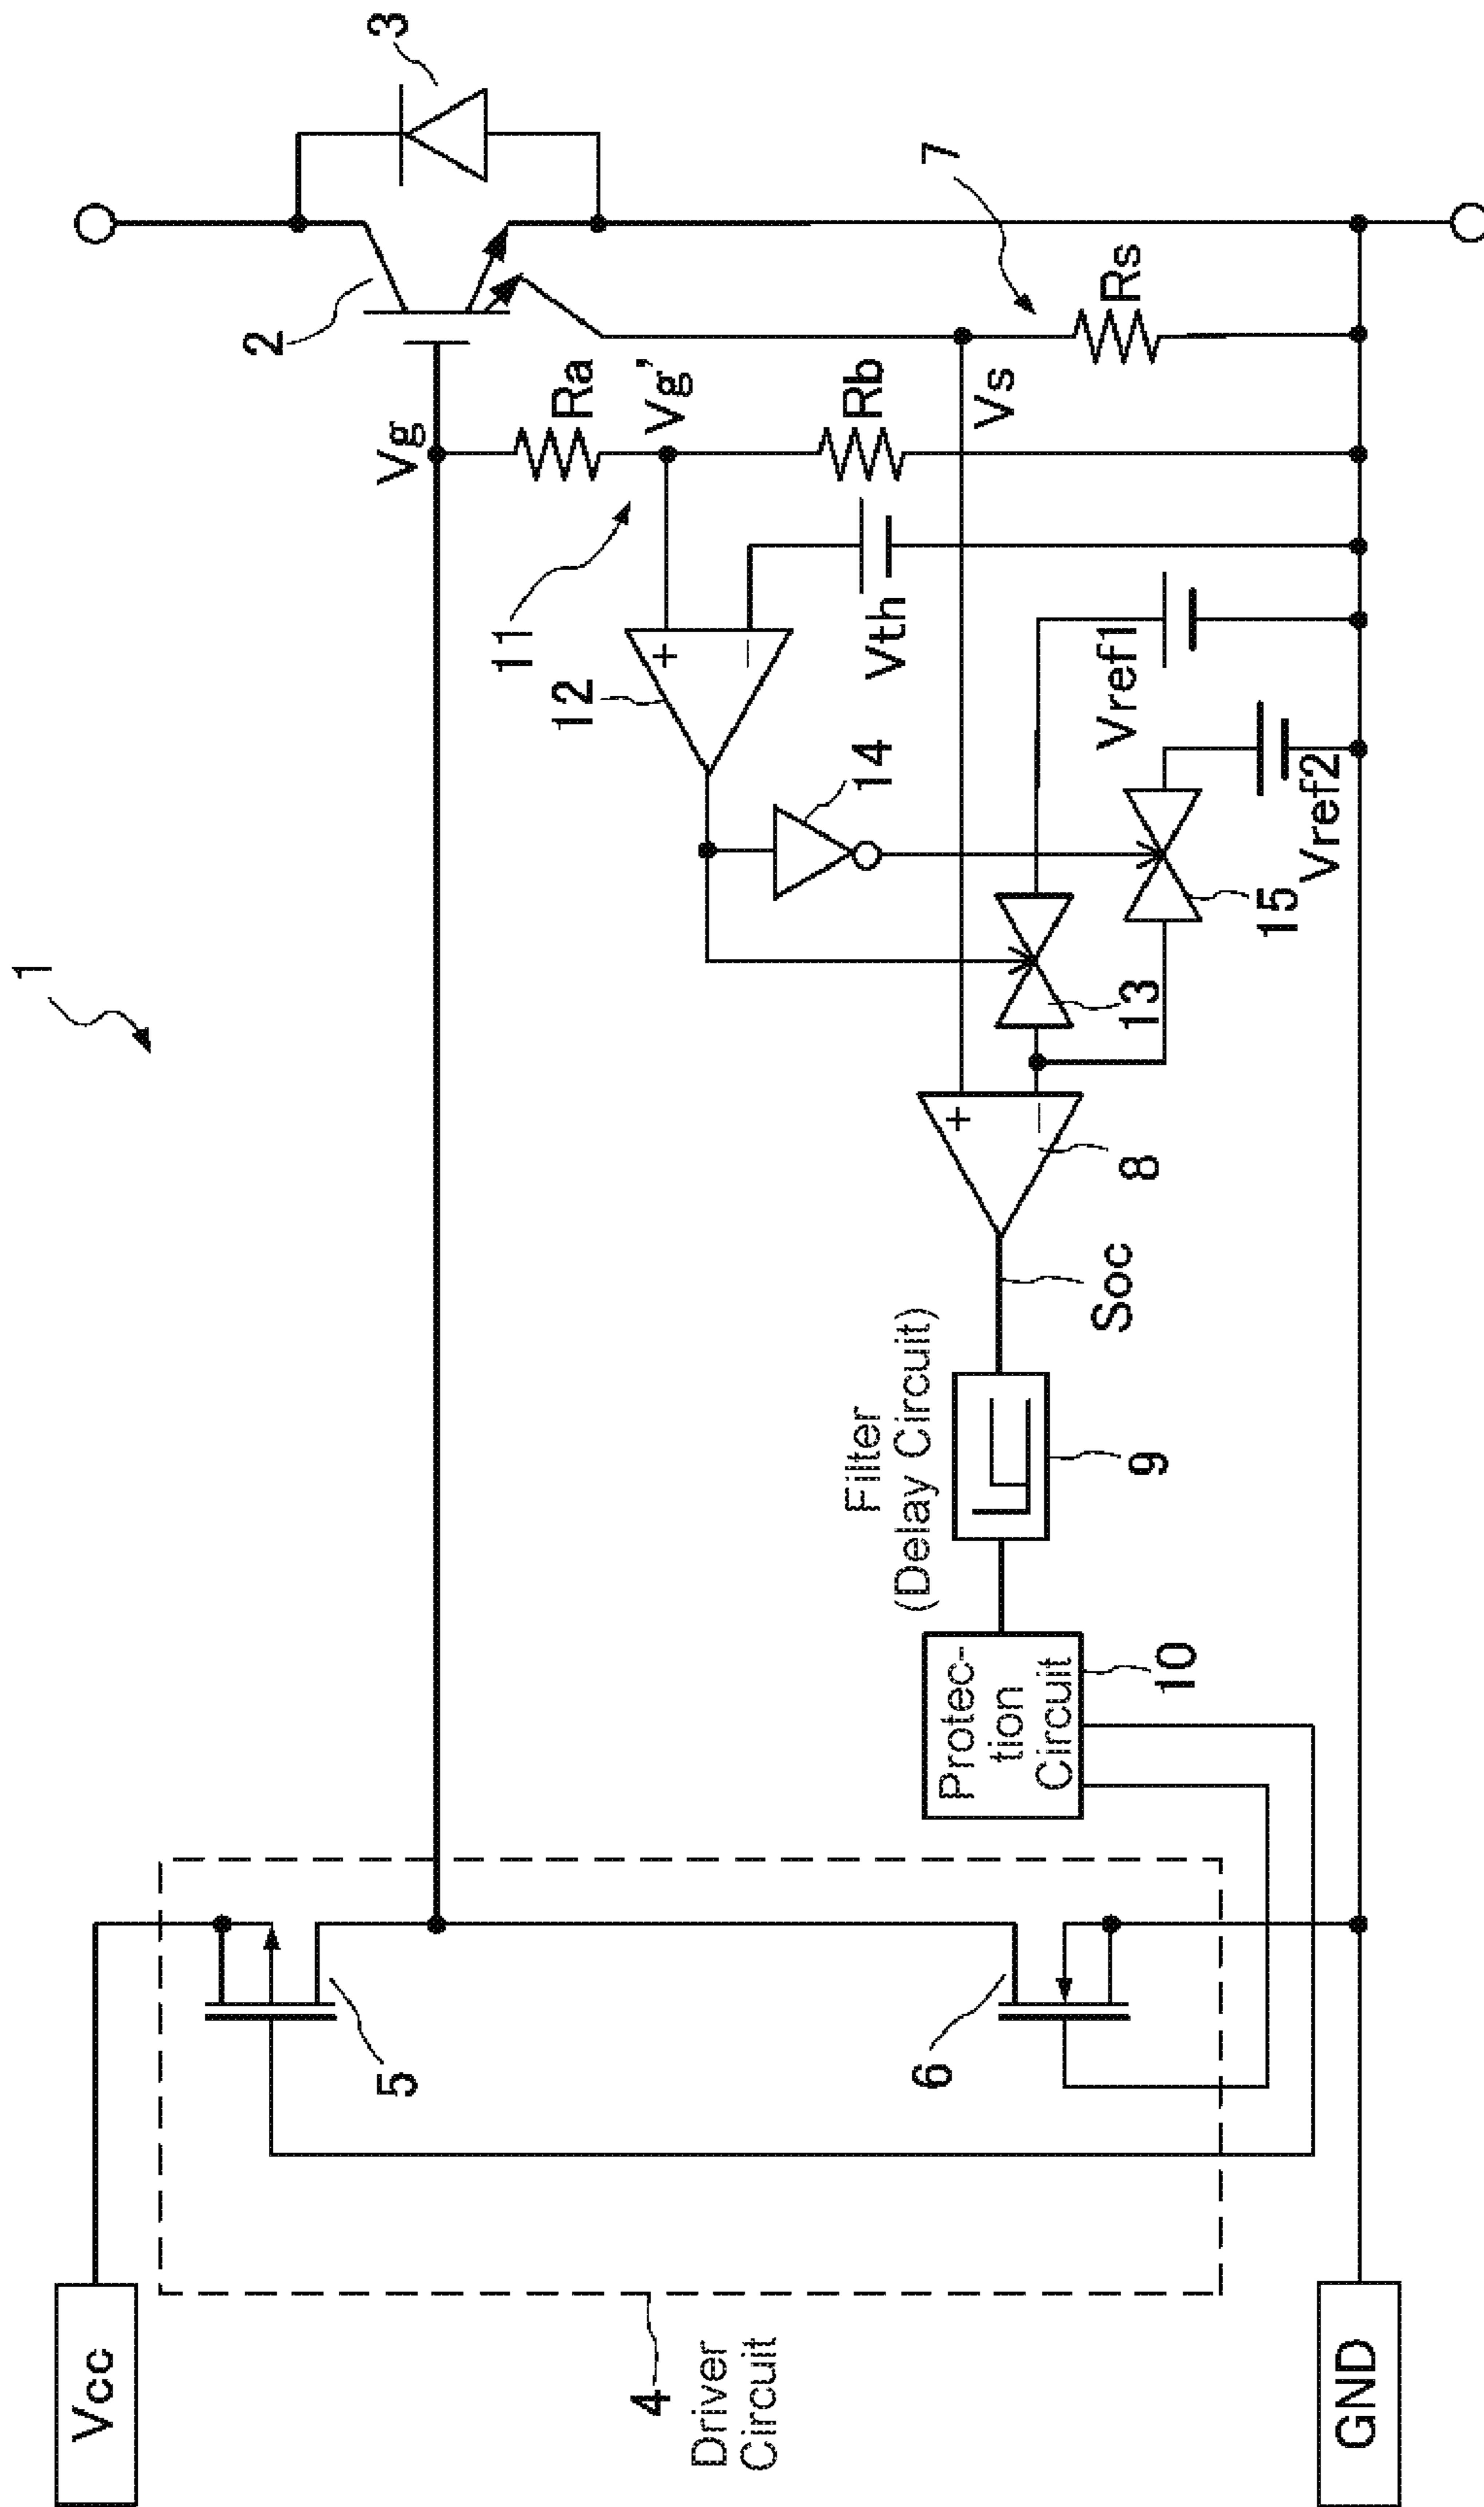 1
Vcc
4
Driver
Circuit
5
6
Protec-
tion
Circuit
10
Filter
(Delay Circuit)
9
Soc
8
+
−
13
15
14
12
+
−
11
Vth
Vref1
Vref2
Vg
Ra
Vg'
Rb
Vs
Rs
7
2
3
GND